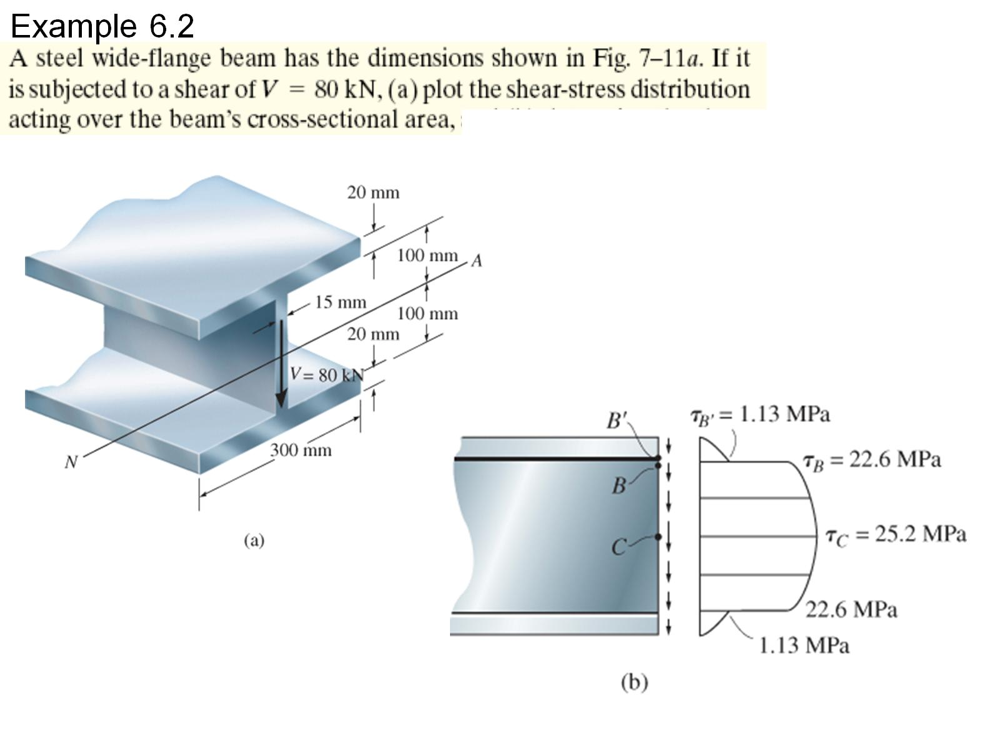 Example 6.2
A steel wide-flange beam has the dimensions shown in Fig. 7–11a. If it
is subjected to a shear of V = 80 kN, (a) plot the shear-stress distribution
acting over the beam's cross-sectional area,
20 mm
100 mm
A
15 mm
100 mm
20 mm
V = 80 kN
300 mm
N
(a)
B′
τB′ = 1.13 MPa
τB = 22.6 MPa
B
C
τC = 25.2 MPa
22.6 MPa
1.13 MPa
(b)